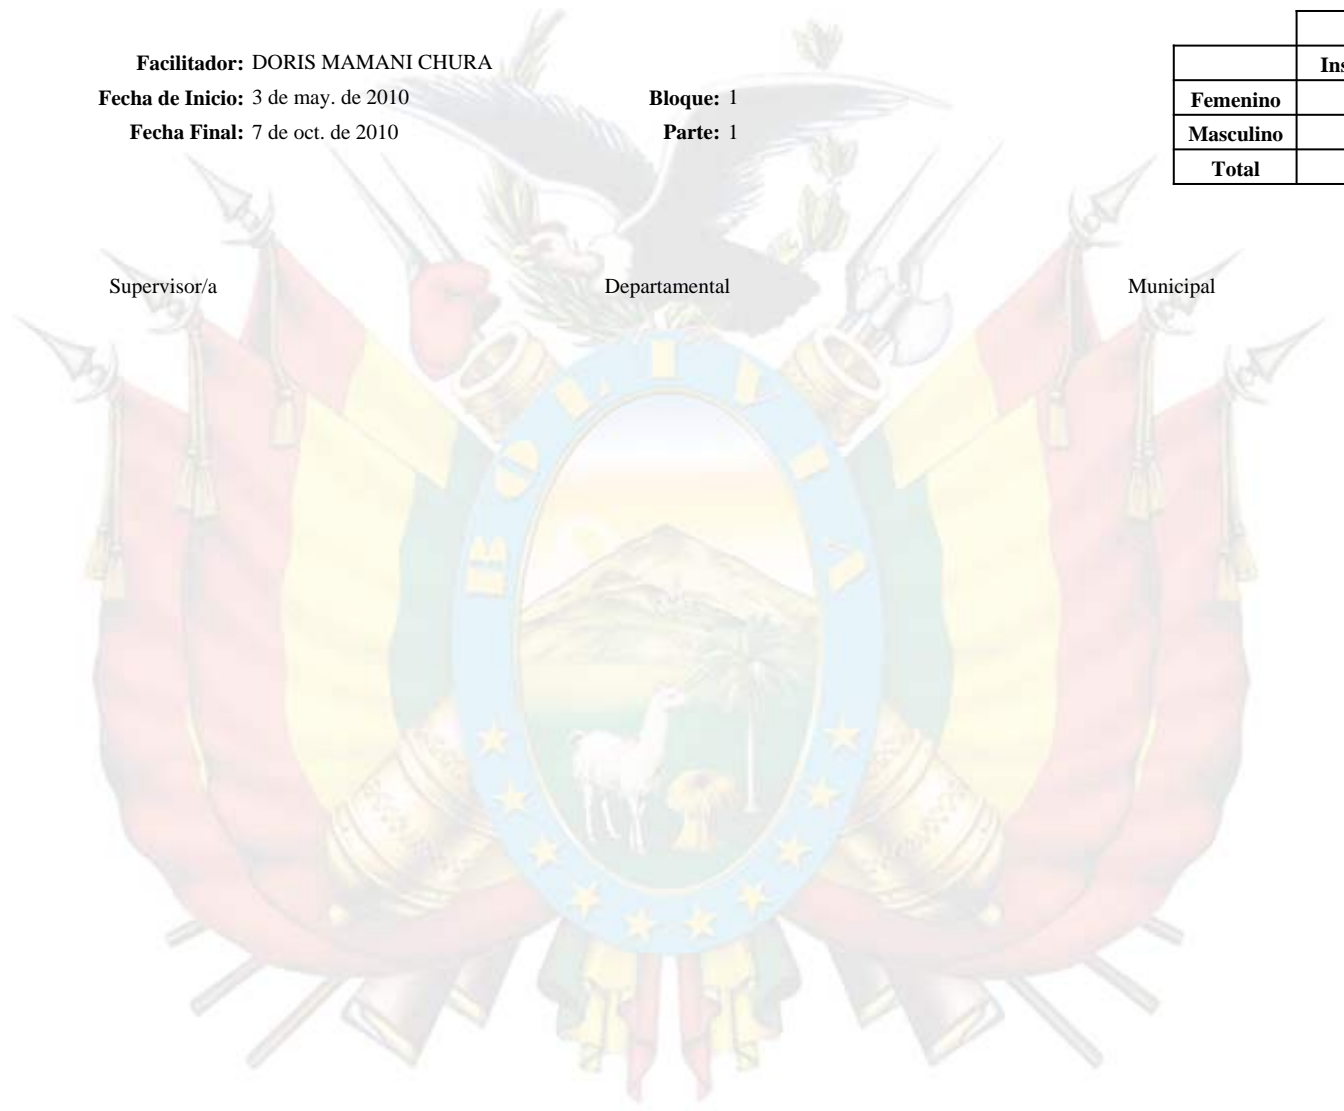 Facilitador: DORIS MAMANI CHURA
Fecha de Inicio: 3 de may. de 2010 Bloque: 1
Fecha Final: 7 de oct. de 2010 Parte: 1
Femenino
Masculino
Total
Supervisor/a Departamental Municipal
BOLIVIA